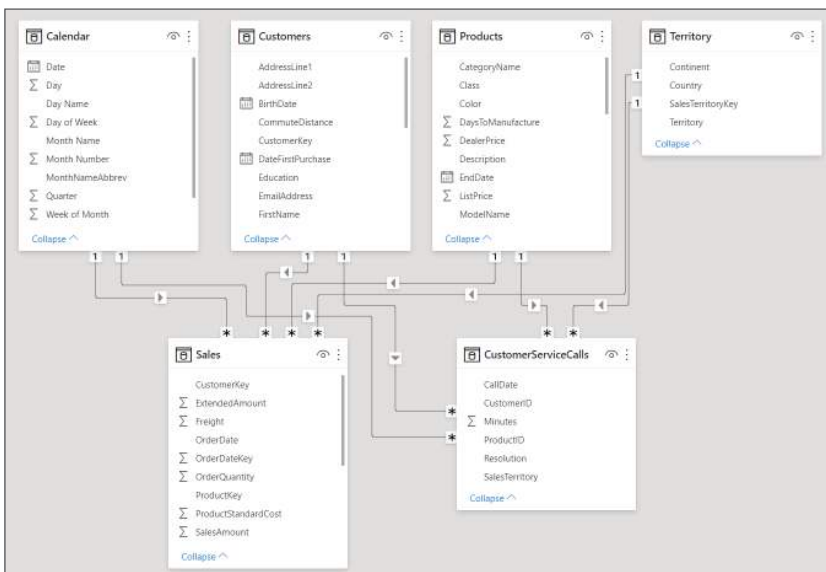 Calendar
Date
Σ Day
Day Name
Σ Day of Week
Month Name
Σ Month Number
MonthNameAbbrev
Σ Quarter
Σ Week of Month
Collapse
Customers
AddressLine1
AddressLine2
BirthDate
CommuteDistance
CustomerKey
DateFirstPurchase
Education
EmailAddress
FirstName
Collapse
Products
CategoryName
Class
Color
Σ DaysToManufacture
Σ DealerPrice
Description
EndDate
Σ ListPrice
ModelName
Collapse
Territory
Continent
Country
SalesTerritoryKey
Territory
Collapse
1
1
1 1 1 1 1 1
* * * * * *
*
*
Sales
CustomerKey
Σ ExtendedAmount
Σ Freight
OrderDate
Σ OrderDateKey
Σ OrderQuantity
ProductKey
Σ ProductStandardCost
Σ SalesAmount
Collapse
CustomerServiceCalls
CallDate
CustomerID
Σ Minutes
ProductID
Resolution
SalesTerritory
Collapse